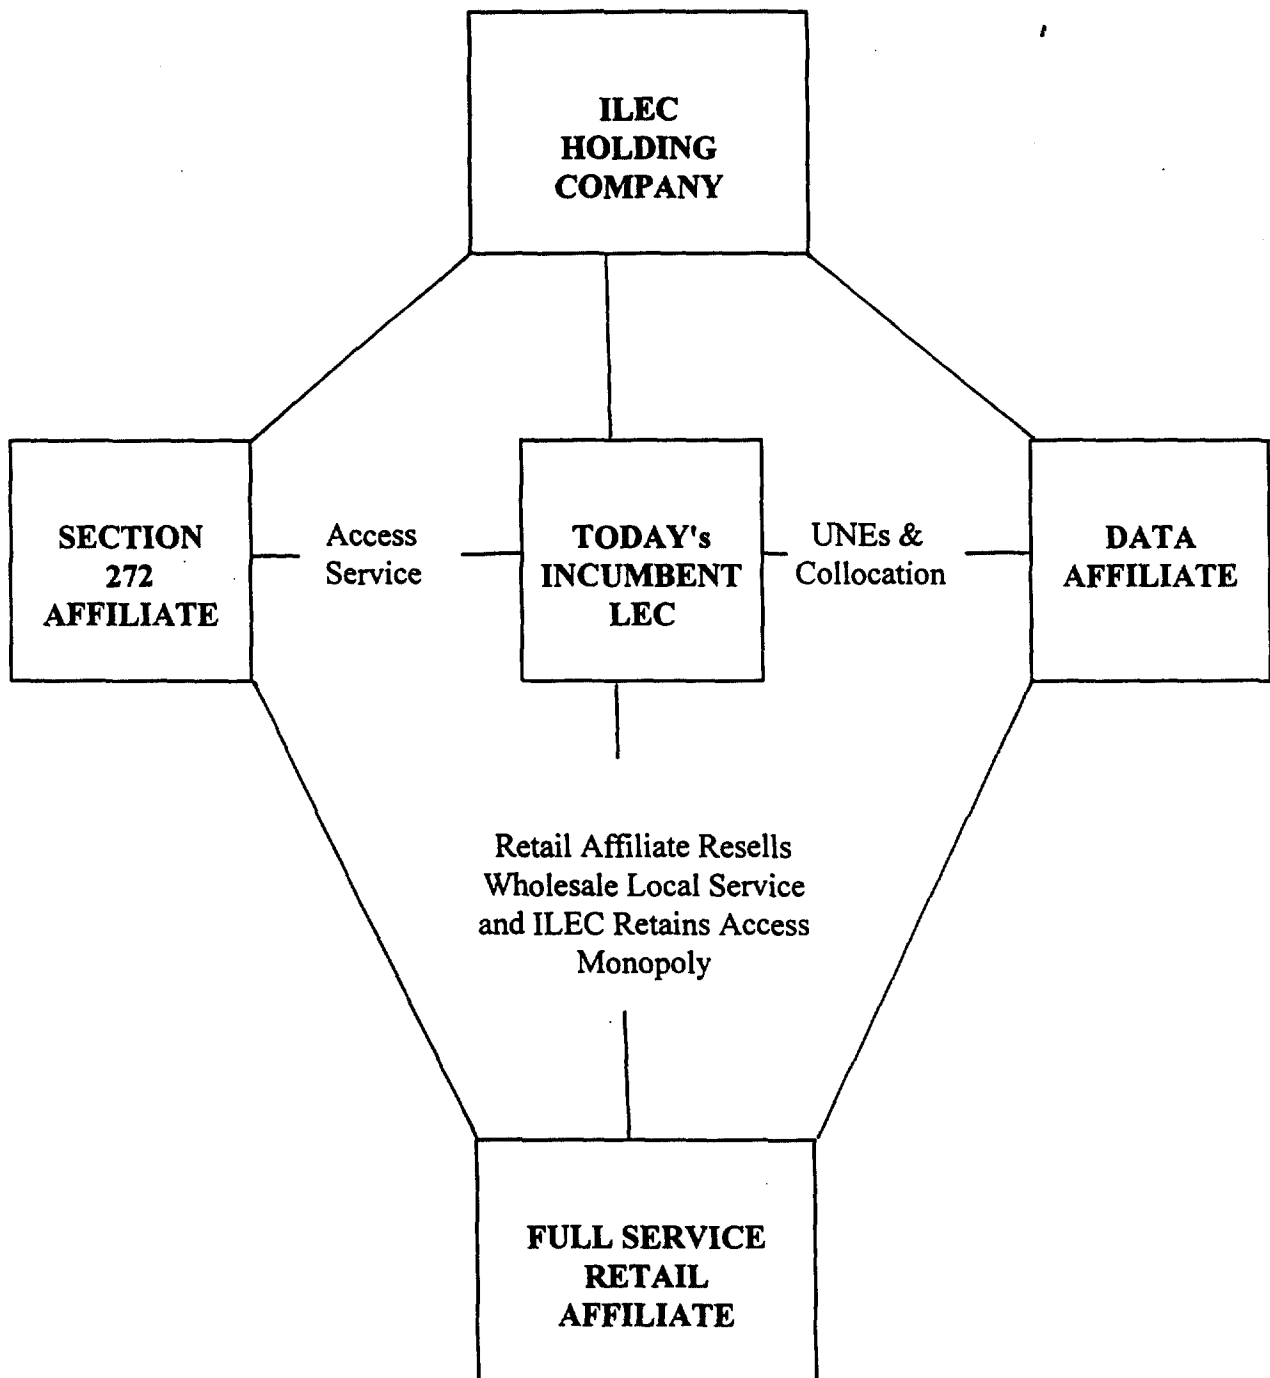 ILEC
HOLDING
COMPANY
SECTION
272
AFFILIATE
Access
Service
TODAY's
INCUMBENT
LEC
UNEs &
Collocation
DATA
AFFILIATE
Retail Affiliate Resells
Wholesale Local Service
and ILEC Retains Access
Monopoly
FULL SERVICE
RETAIL
AFFILIATE